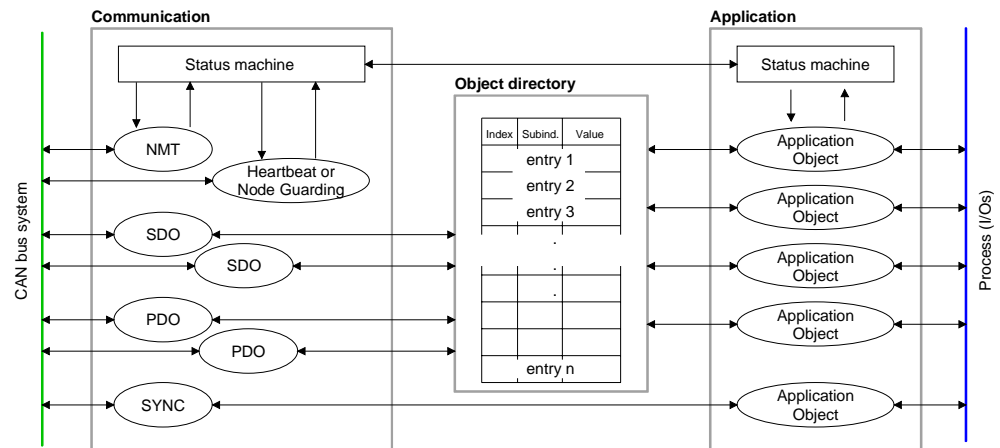 Communication
Application
Status machine
Status machine
Object directory
Index
Subind.
Value
NMT
Heartbeat or
Node Guarding
entry 1
entry 2
entry 3
.
.
.
entry n
SDO
SDO
PDO
PDO
SYNC
Application
Object
Application
Object
Application
Object
Application
Object
Application
Object
CAN bus system
Process (I/Os)